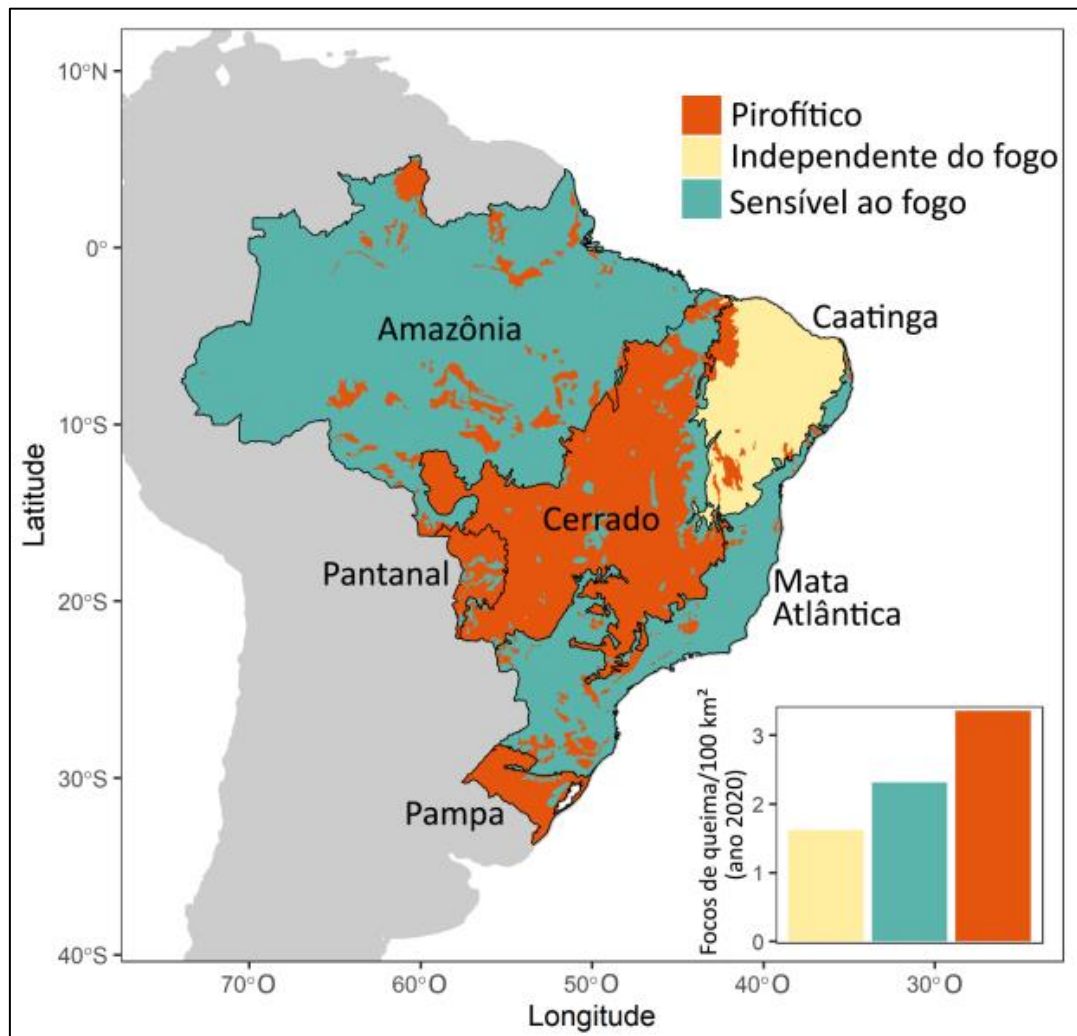 10°N
0°
10°S
20°S
30°S
40°S
Latitude
Pirofítico
Independente do fogo
Sensível ao fogo
Amazônia
Caatinga
Cerrado
Pantanal
Mata
Atlântica
Pampa
Focos de queima/100 km²
(ano 2020)
3
2
1
0
70°O
60°O
50°O
40°O
30°O
Longitude